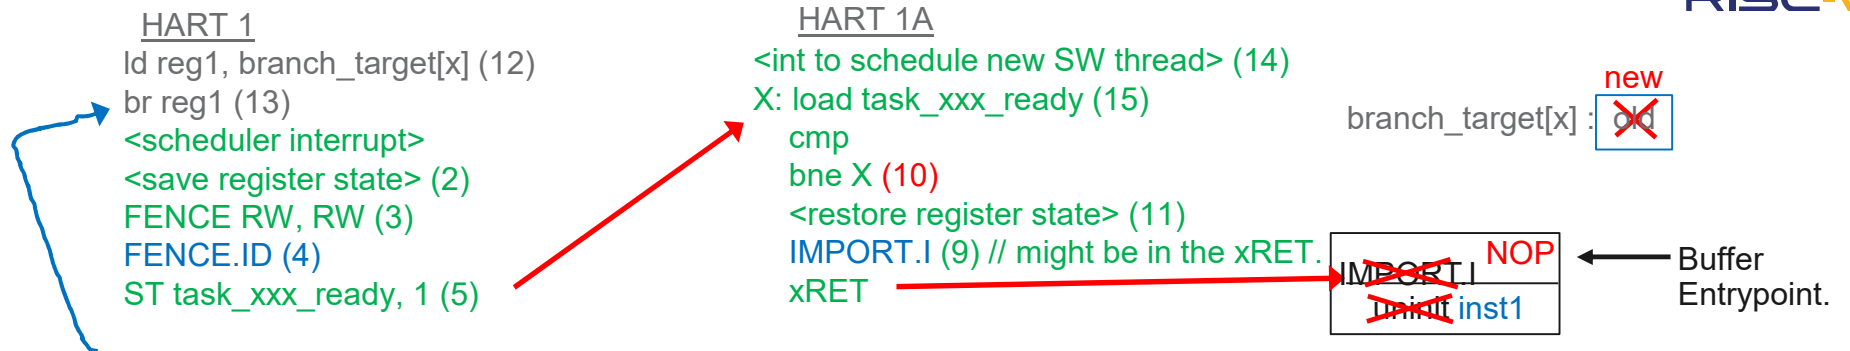 HART 1
ld reg1, branch_target[x] (12)
br reg1 (13)
<scheduler interrupt>
<save register state> (2)
FENCE RW, RW (3)
FENCE.ID (4)
ST task_xxx_ready, 1 (5)
HART 1A
<int to schedule new SW thread> (14)
X: load task_xxx_ready (15)
cmp
bne X (10)
<restore register state> (11)
IMPORT.I (9) // might be in the xRET.
xRET
new
branch_target[x] : old
NOP
IMPORT.I
uninit inst1
Buffer
Entrypoint.